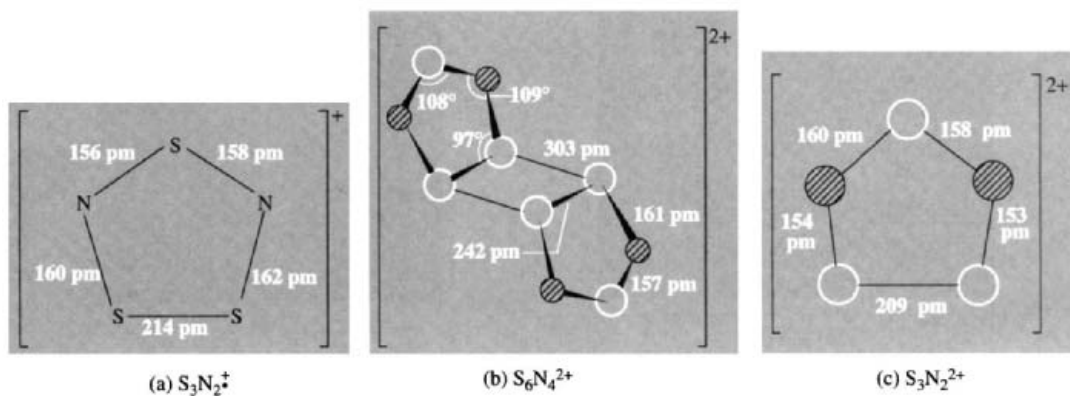 [ ]+
156 pm
S
158 pm
N
N
160 pm
162 pm
S
S
214 pm
(a) S₃N₂⁺•
[ ]2+
108°
109°
97°
303 pm
161 pm
242 pm
157 pm
(b) S₆N₄²⁺
[ ]2+
160 pm
158 pm
154 pm
153 pm
209 pm
(c) S₃N₂²⁺